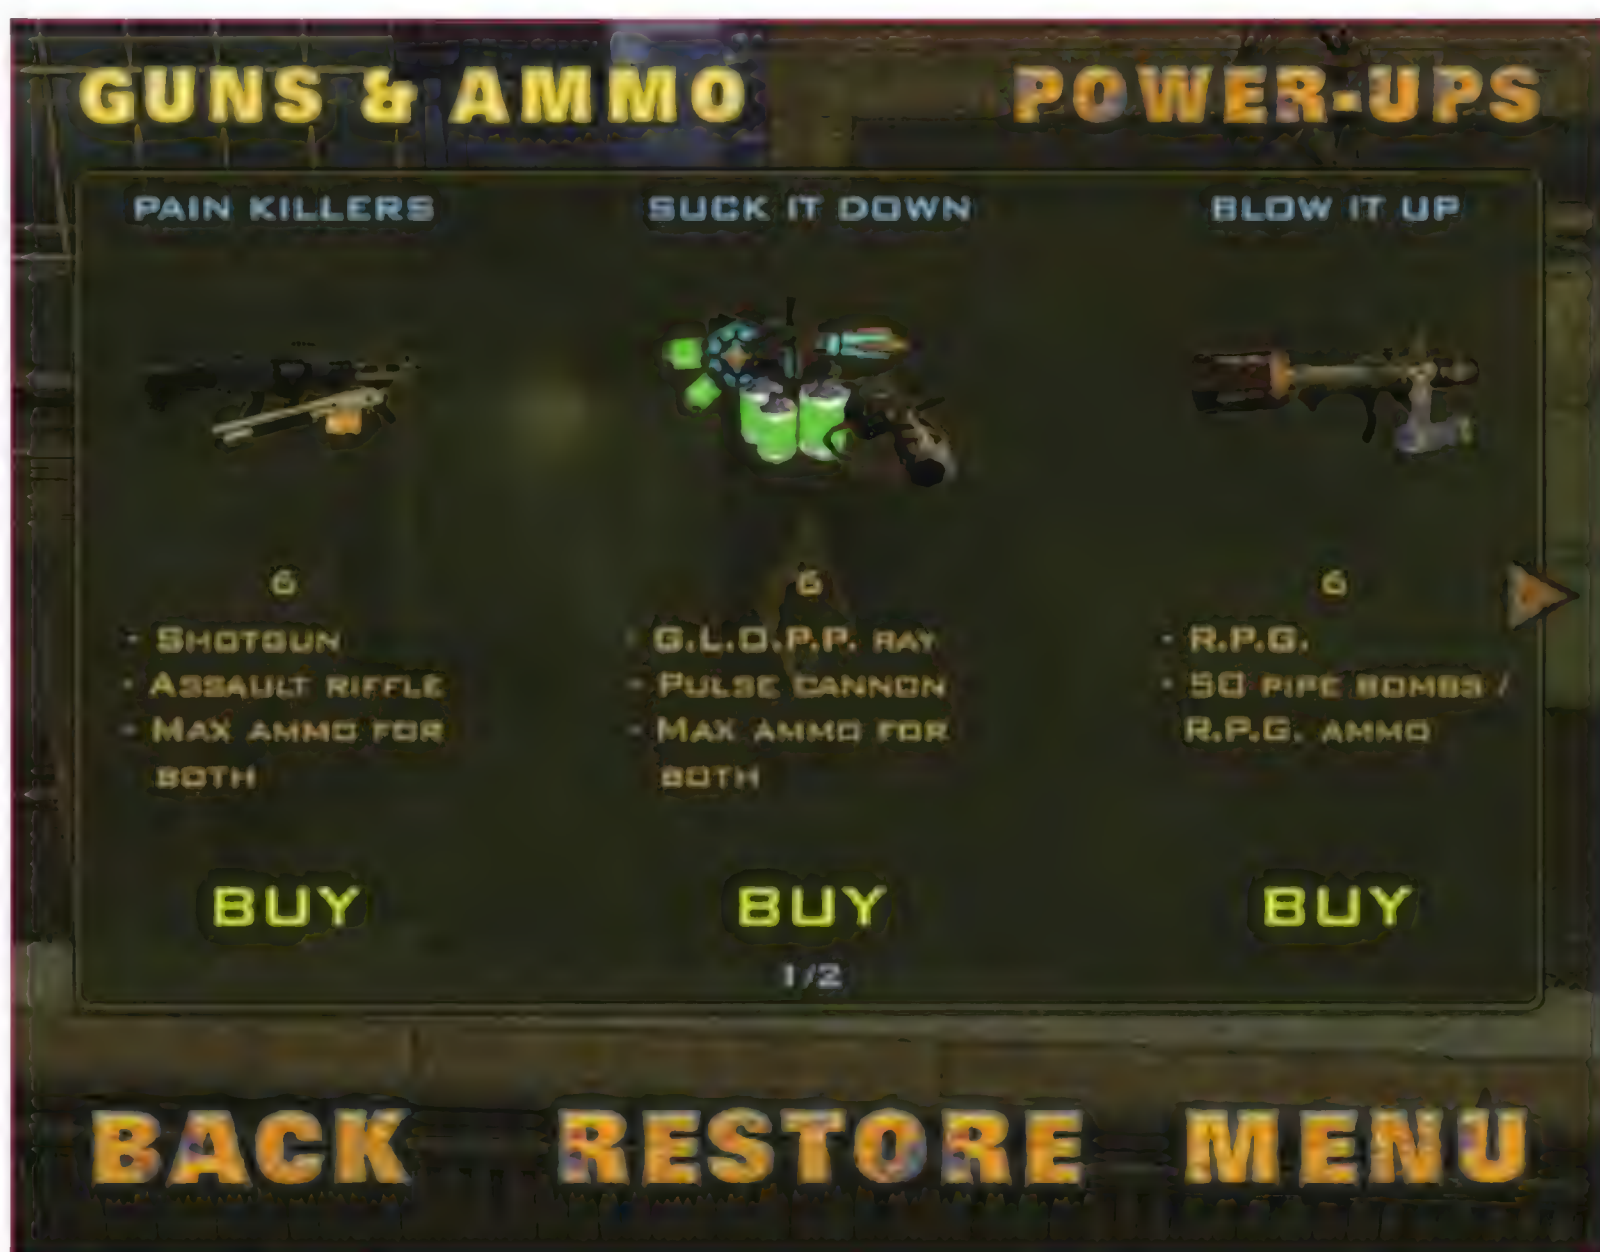 GUNS & AMMO
POWER-UPS
PAIN KILLERS
SUCK IT DOWN
BLOW IT UP
6
- SHOTGUN
- ASSAULT RIFFLE
- MAX AMMO FOR
BOTH
BUY
6
- G.L.O.P.P. RAY
- PULSE CANNON
- MAX AMMO FOR
BOTH
BUY
6
- R.P.G.
- 50 PIPE BOMBS /
R.P.G. AMMO
BUY
1/2
BACK
RESTORE
MENU